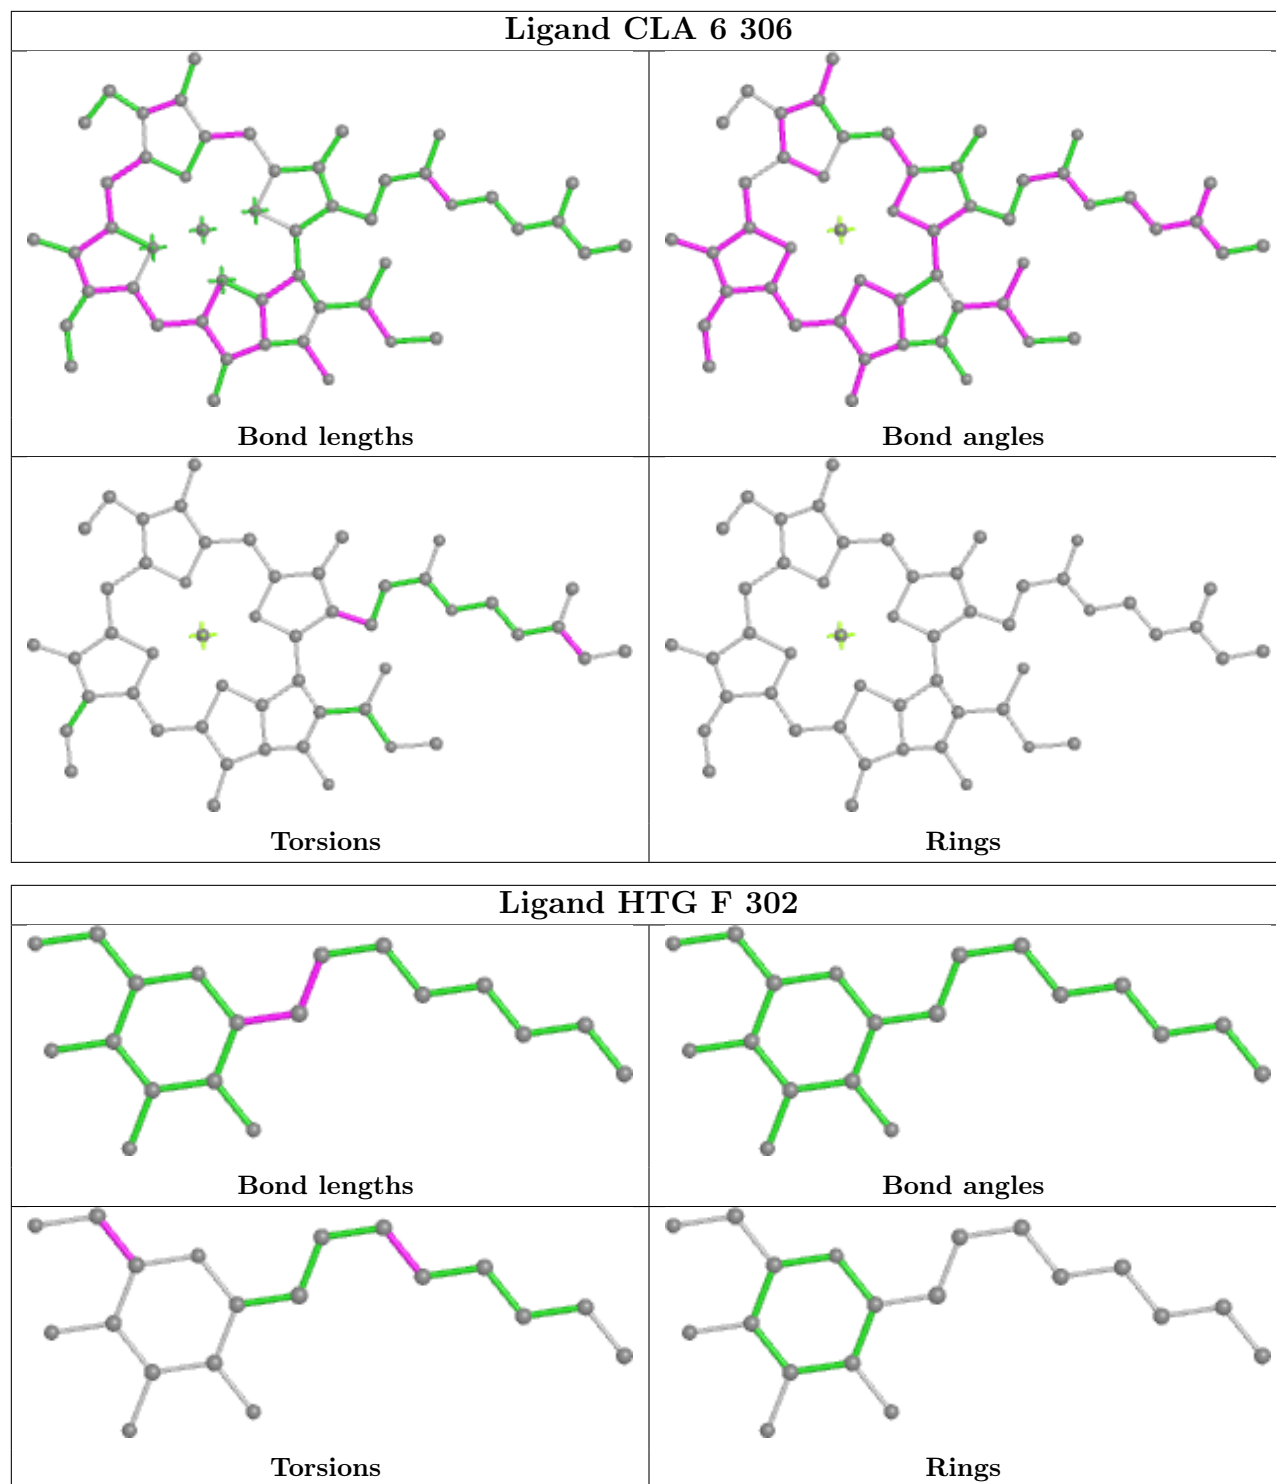 Ligand CLA 6 306
Bond lengths
Bond angles
Torsions
Rings
Ligand HTG F 302
Bond lengths
Bond angles
Torsions
Rings